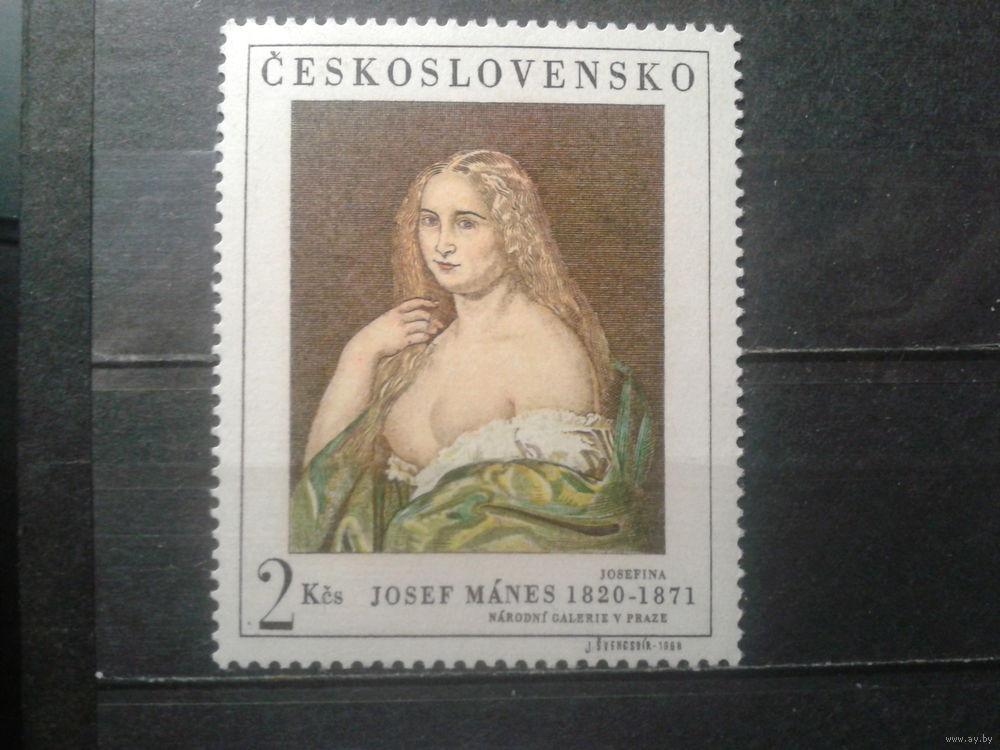 ČESKOSLOVENSKO
JOSEFINA
2 Kčs JOSEF MÁNES 1820-1871
NÁRODNÍ GALERIE V PRAZE
J. ŠVENGSBÍR-1968
www.ay.by